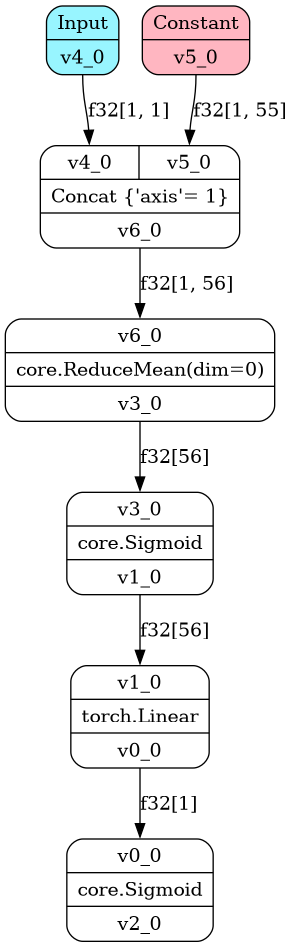 Input
v4_0
Constant
v5_0
f32[1, 1]
f32[1, 55]
v4_0
v5_0
Concat {'axis'= 1}
v6_0
f32[1, 56]
v6_0
core.ReduceMean(dim=0)
v3_0
f32[56]
v3_0
core.Sigmoid
v1_0
f32[56]
v1_0
torch.Linear
v0_0
f32[1]
v0_0
core.Sigmoid
v2_0